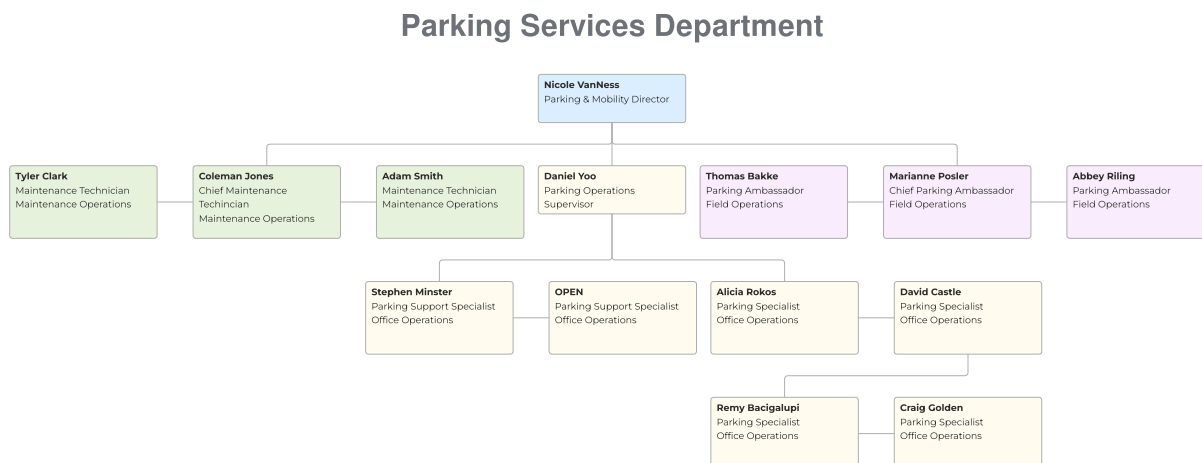 Parking Services Department
Nicole VanNess
Parking & Mobility Director
Tyler Clark
Maintenance Technician
Maintenance Operations
Coleman Jones
Chief Maintenance
Techincian
Maintenance Operations
Adam Smith
Maintenance Technician
Maintenance Operations
Daniel Yoo
Parking Operations
Supervisor
Thomas Bakke
Parking Ambassador
Field Operations
Marianne Posler
Chief Parking Ambassador
Field Operations
Abbey Riling
Parking Ambassador
Field Operations
Stephen Minster
Parking Support Specialist
Office Operations
OPEN
Parking Support Specialist
Office Operations
Alicia Rokos
Parking Specialist
Office Operations
David Castle
Parking Specialist
Office Operations
Remy Bacigalupi
Parking Specialist
Office Operations
Craig Golden
Parking Specialist
Office Operations